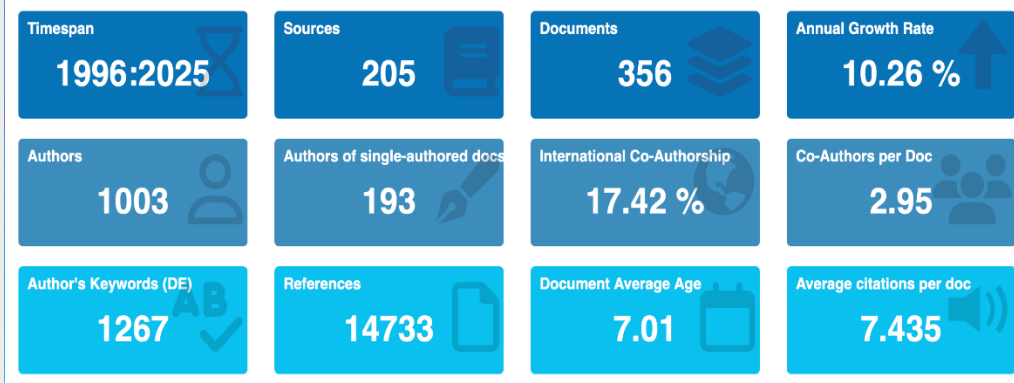 Timespan
1996:2025
Sources
205
Documents
356
Annual Growth Rate
10.26 %
Authors
1003
Authors of single-authored docs
193
International Co-Authorship
17.42 %
Co-Authors per Doc
2.95
Author's Keywords (DE)
AB
1267
References
14733
Document Average Age
7.01
Average citations per doc
7.435